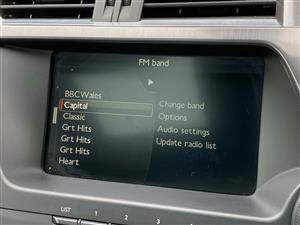 FM band
BBCWales
Capital
Classic
Grt Hits
Grt Hits
Grt Hits
Heart
Change band
Options
Audio settings
Update radio list
LIST
1
2
3
4